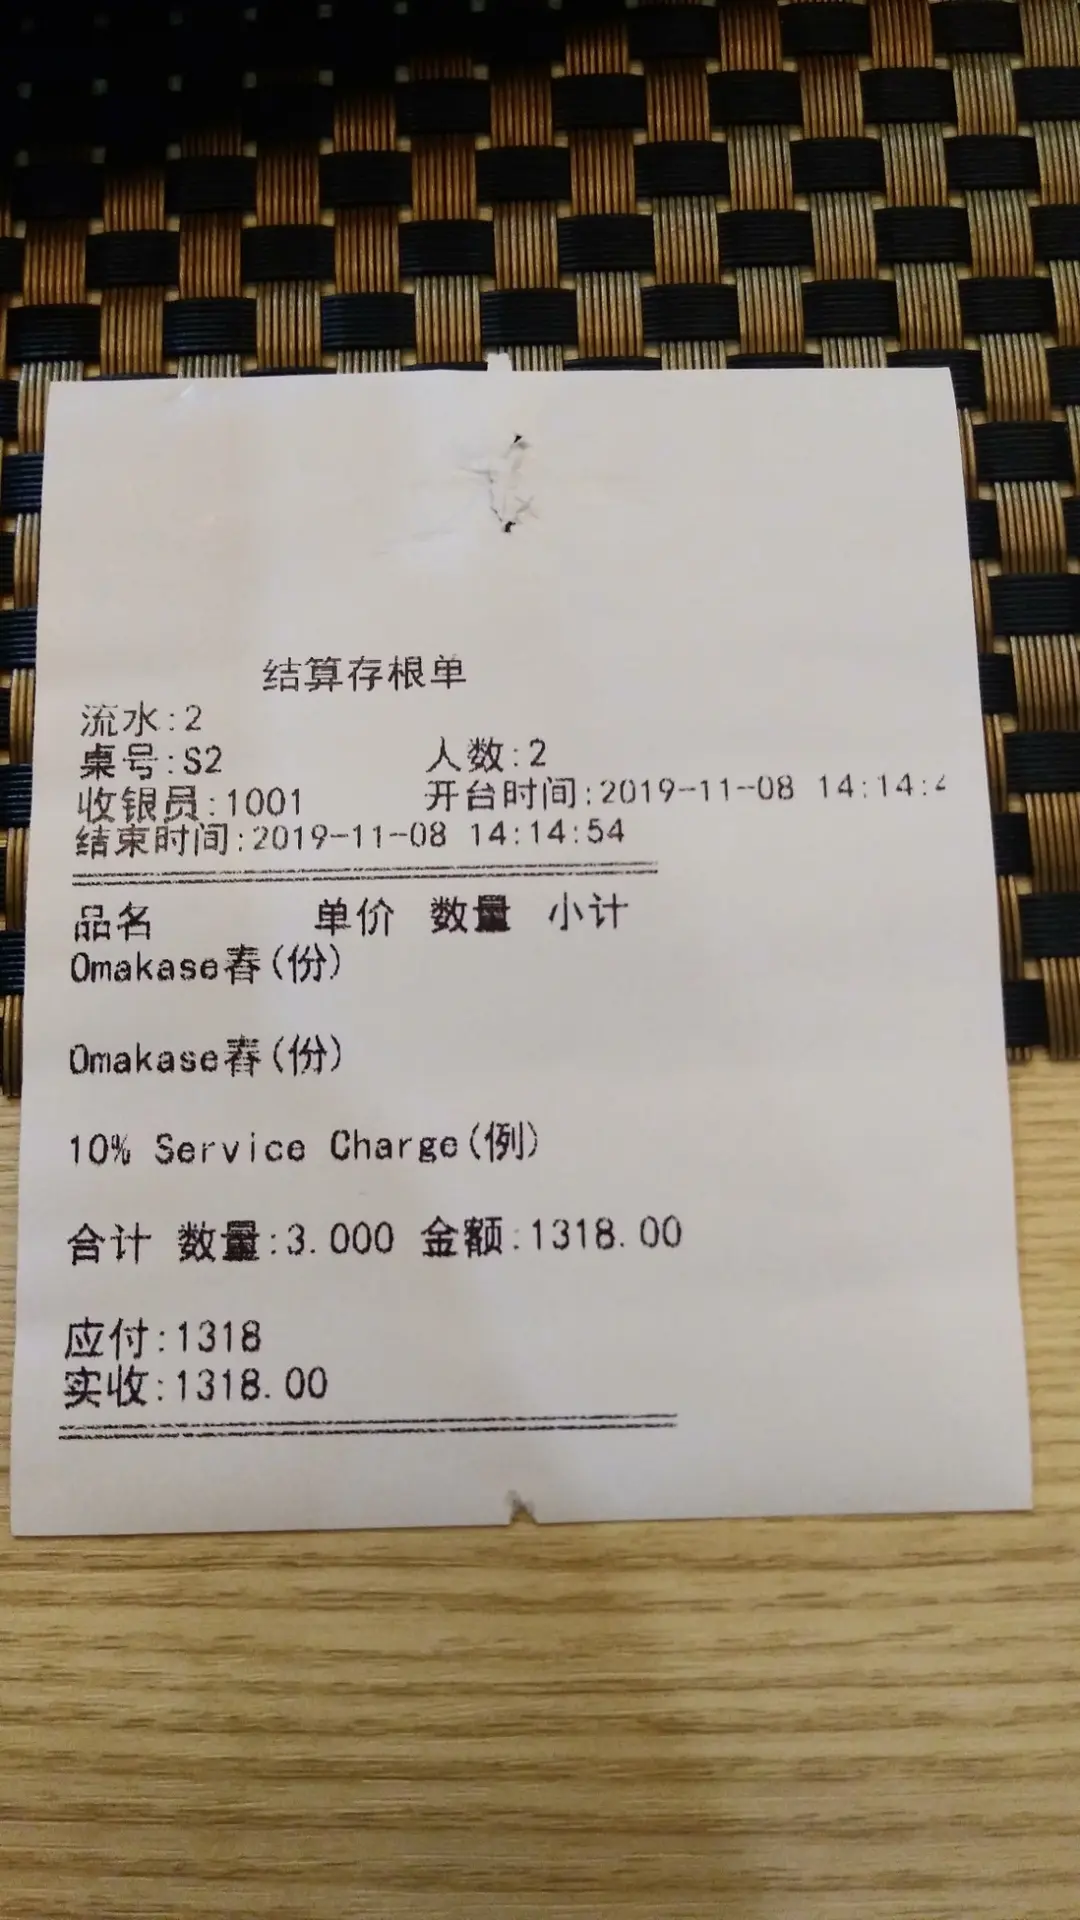 结算存根单
流水:2
桌号:S2 人数:2
收银员:1001 开台时间:2019-11-08 14:14:
结束时间:2019-11-08 14:14:54
品名 单价 数量 小计
Omakase春(份)
Omakase春(份)
10% Service Charge(例)
合计 数量:3.000 金额:1318.00
应付:1318
实收:1318.00